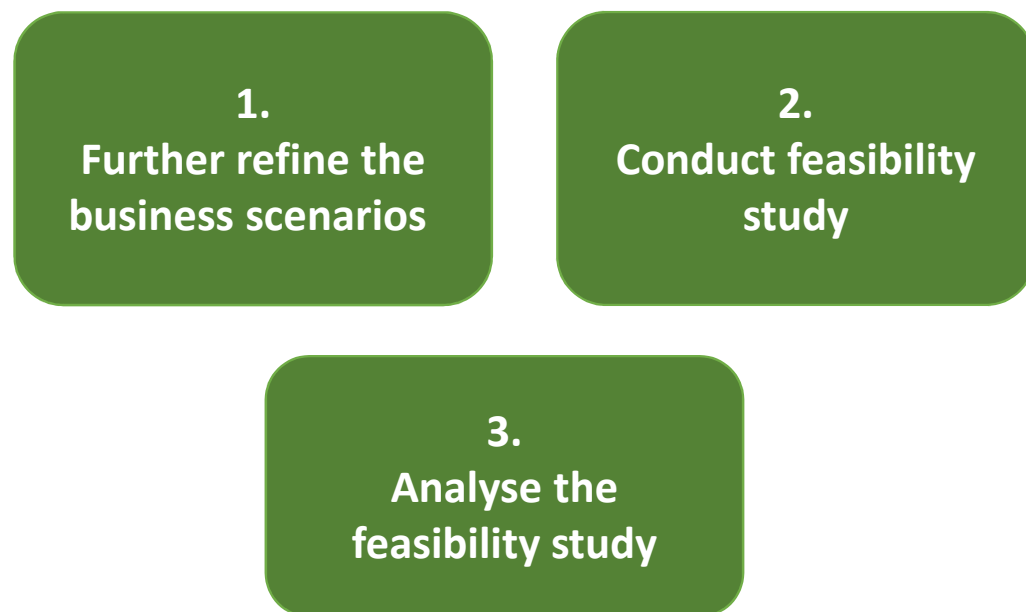 1.
Further refine the
business scenarios
2.
Conduct feasibility
study
3.
Analyse the
feasibility study